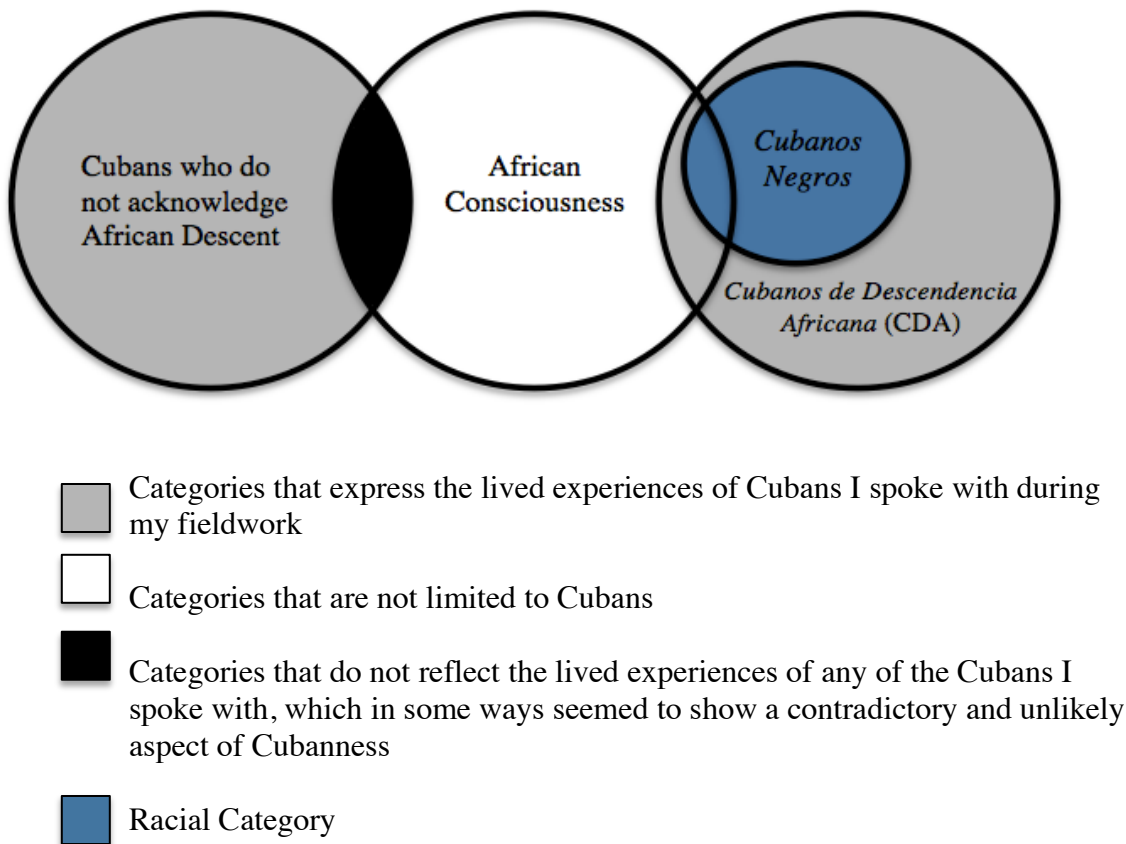 Cubans who do
not acknowledge
African Descent
African
Consciousness
Cubanos
Negros
Cubanos de Descendencia
Africana (CDA)
Categories that express the lived experiences of Cubans I spoke with during
my fieldwork
Categories that are not limited to Cubans
Categories that do not reflect the lived experiences of any of the Cubans I
spoke with, which in some ways seemed to show a contradictory and unlikely
aspect of Cubanness
Racial Category